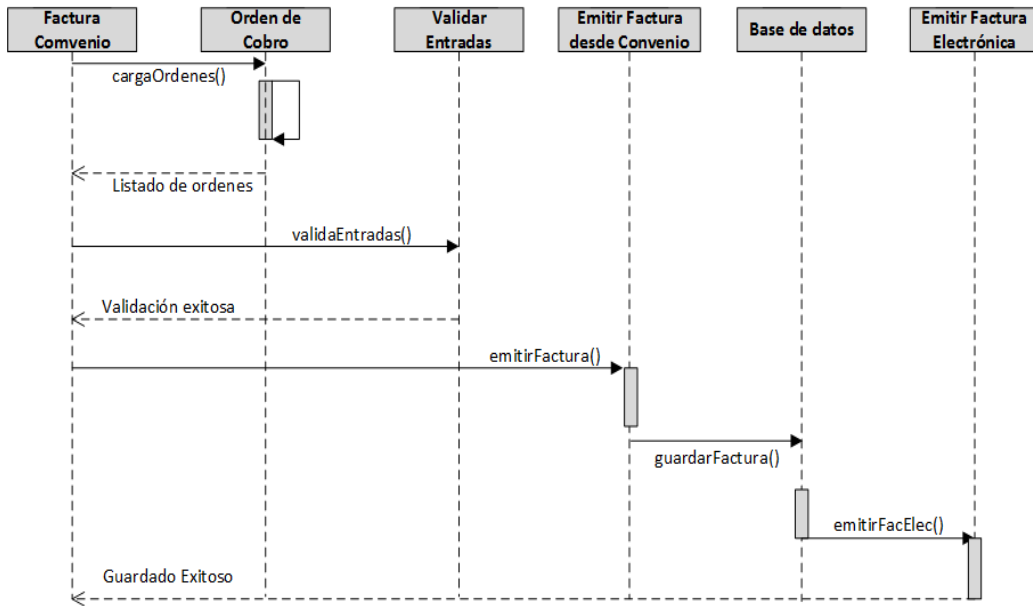 Factura
Comvenio
Orden de
Cobro
Validar
Entradas
Emitir Factura
desde Convenio
Base de datos
Emitir Factura
Electrónica
cargaOrdenes()
Listado de ordenes
validaEntradas()
Validación exitosa
emitirFactura()
guardarFactura()
emitirFacElec()
Guardado Exitoso